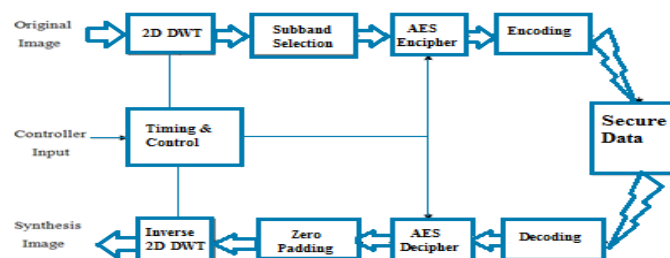 Original
Image
2D DWT
Subband
Selection
AES
Encipher
Encoding
Controller
Input
Timing &
Control
Secure
Data
Synthesis
Image
Inverse
2D DWT
Zero
Padding
AES
Decipher
Decoding